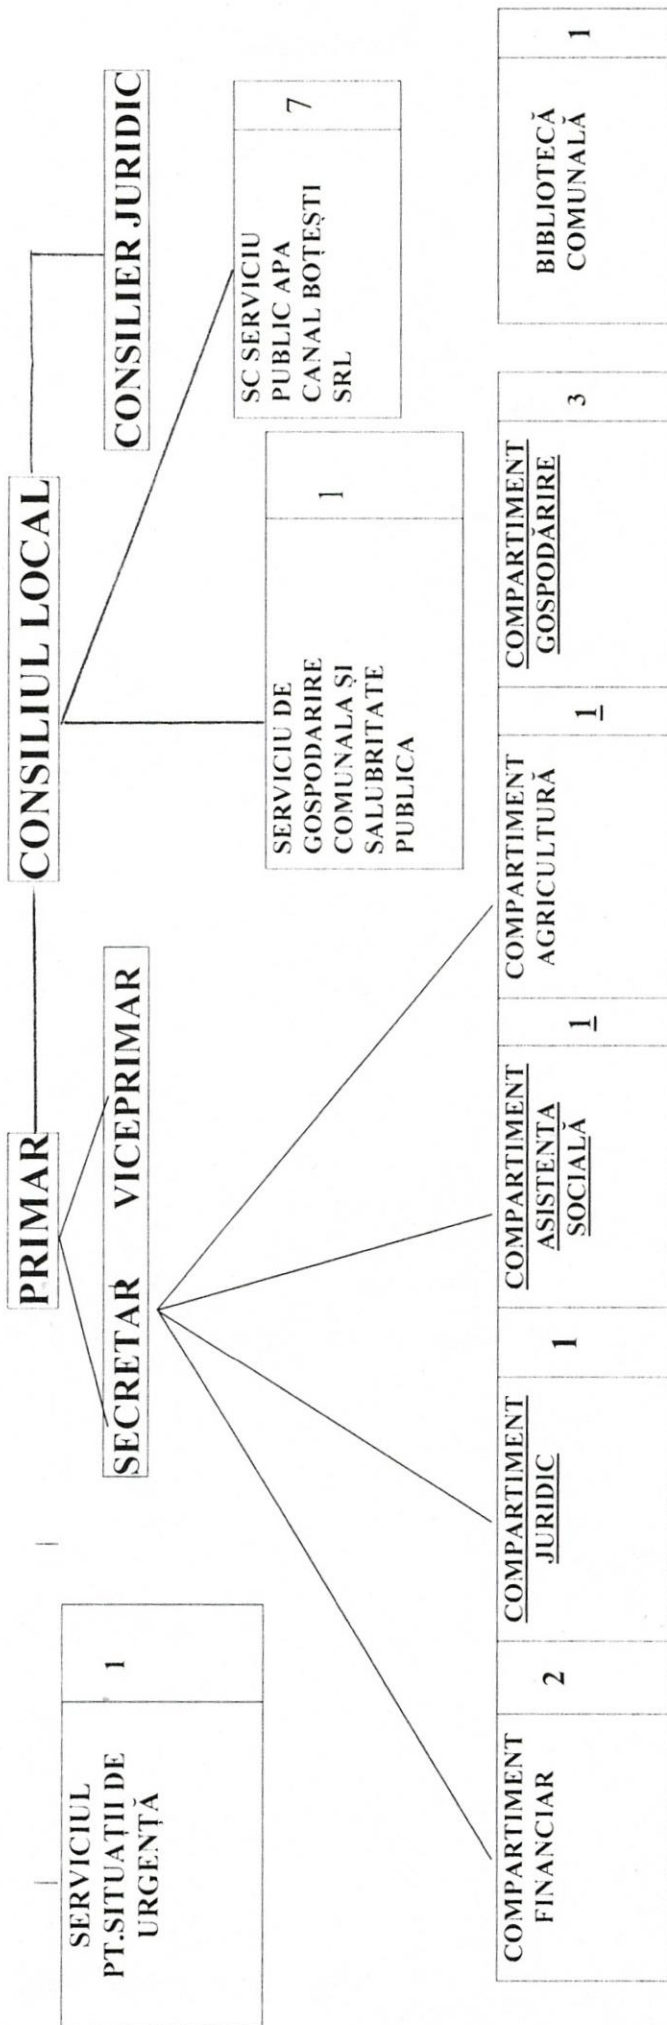 PRIMAR
CONSILIUL LOCAL
SECRETAR VICEPRIMAR
CONSILIER JURIDIC
SERVICIUL
PT.SITUAȚII DE
URGENȚĂ
1
SERVICIU DE
GOSPODARIRE
COMUNALA ȘI
SALUBRITATE
PUBLICA
1
SC SERVICIU
PUBLIC APA
CANAL BOȚEȘTI
SRL
7
COMPARTIMENT
FINANCIAR
2
COMPARTIMENT
JURIDIC
1
COMPARTIMENT
ASISTENTA
SOCIALĂ
1
COMPARTIMENT
AGRICULTURĂ
1
COMPARTIMENT
GOSPODĂRIRE
3
BIBLIOTECĂ
COMUNALĂ
1